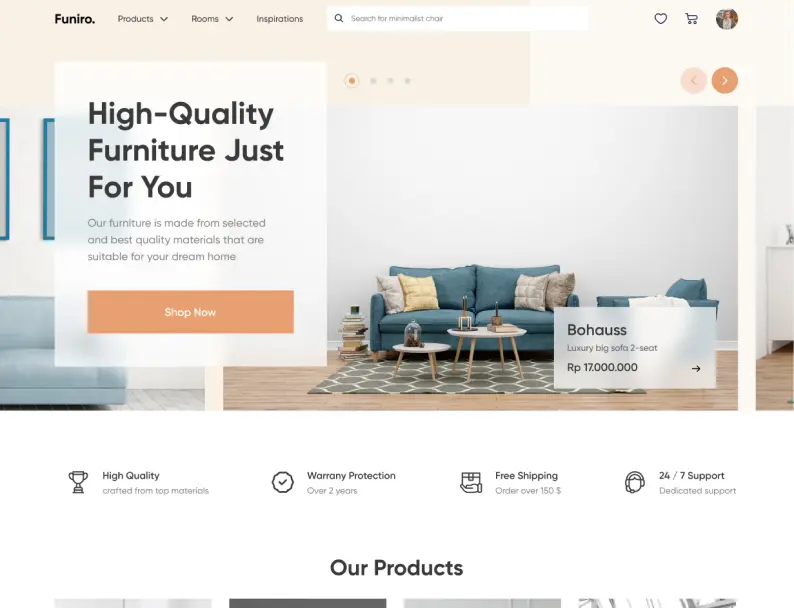 Funiro.
Products
Rooms
Inspirations
Search for minimalist chair
High-Quality
Furniture Just
For You
Our furniture is made from selected
and best quality materials that are
suitable for your dream home
Shop Now
Bohauss
Luxury big sofa 2-seat
Rp 17.000.000
High Quality
crafted from top materials
Warrany Protection
Over 2 years
Free Shipping
Order over 150 $
24 / 7 Support
Dedicated support
Our Products